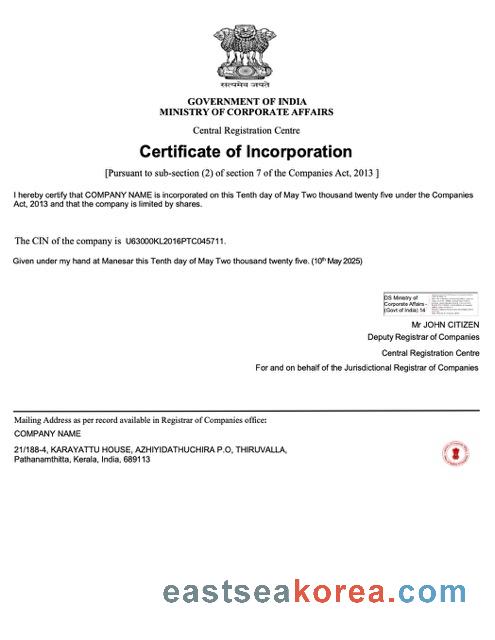 सत्यमेव जयते
GOVERNMENT OF INDIA
MINISTRY OF CORPORATE AFFAIRS
Central Registration Centre
Certificate of Incorporation
[Pursuant to sub-section (2) of section 7 of the Companies Act, 2013 ]
I hereby certify that COMPANY NAME is incorporated on this Tenth day of May Two thousand twenty five under the Companies
Act, 2013 and that the company is limited by shares.
The CIN of the company is U63000KL2016PTC045711.
Given under my hand at Manesar this Tenth day of May Two thousand twenty five. (10th May 2025)
DS Ministry of
Corporate Affairs -
(Govt of India) 14
Mr JOHN CITIZEN
Deputy Registrar of Companies
Central Registration Centre
For and on behalf of the Jurisdictional Registrar of Companies
Mailing Address as per record available in Registrar of Companies office:
COMPANY NAME
21/188-4, KARAYATTU HOUSE, AZHIYIDATHUCHIRA P.O, THIRUVALLA,
Pathanamthitta, Kerala, India, 689113
eastseakorea.com